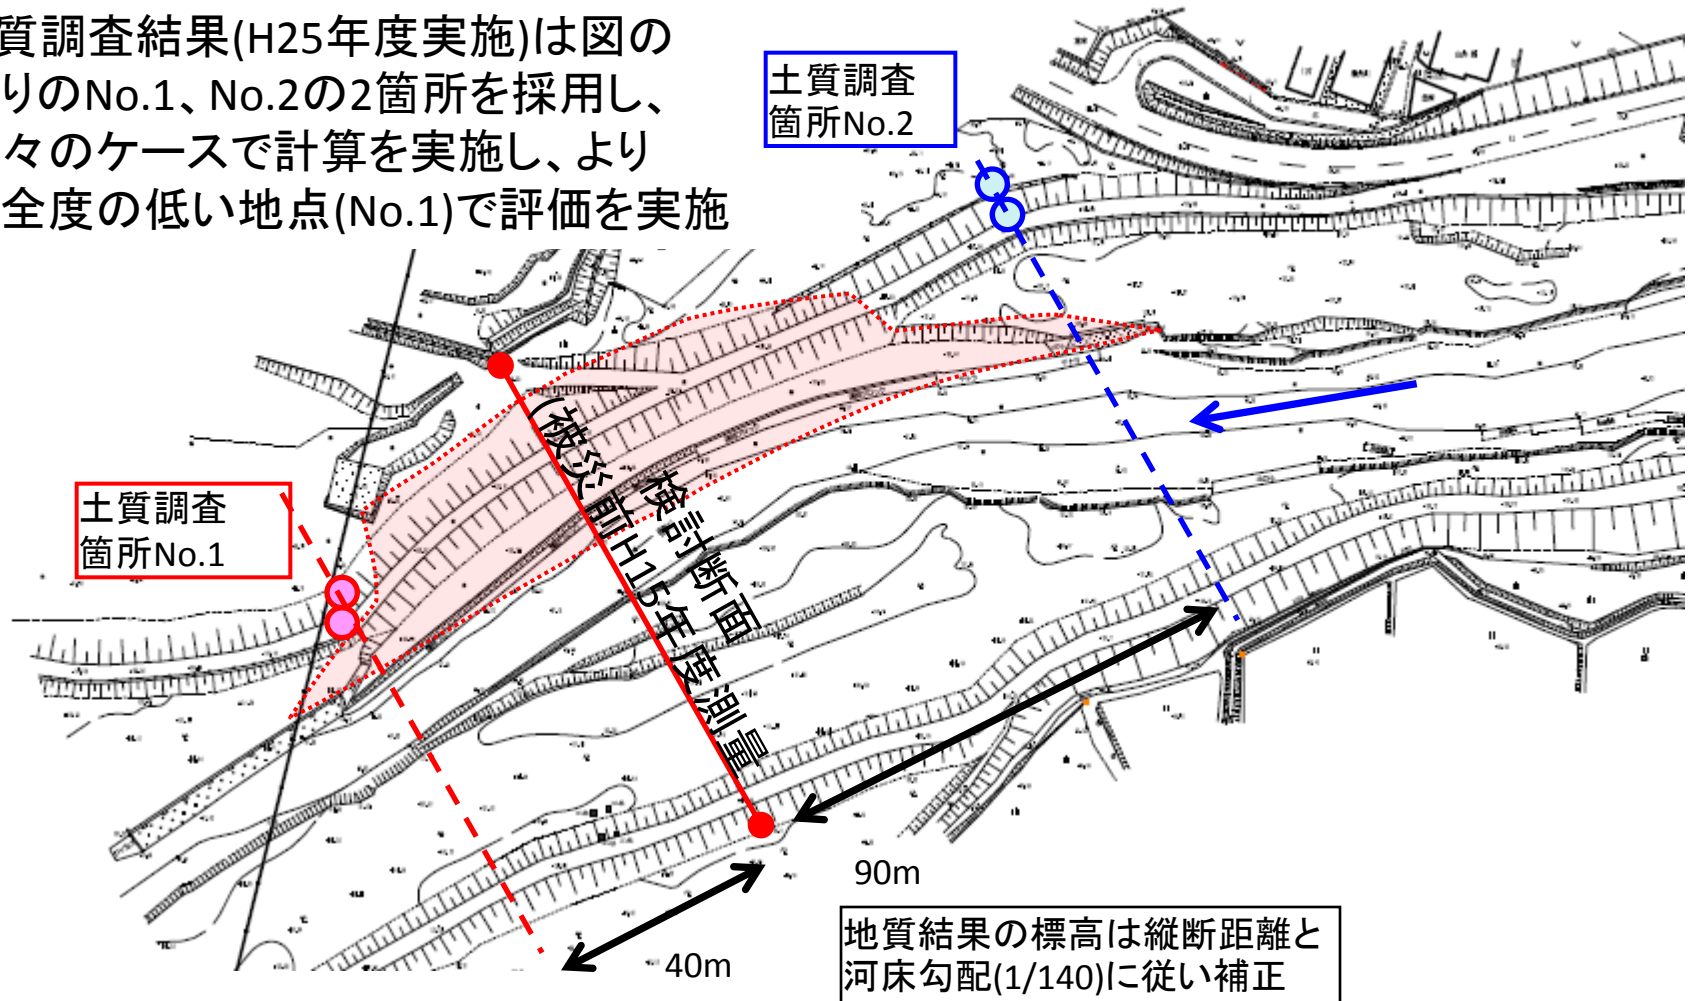 質調査結果(H25年度実施)は図の
りのNo.1、No.2の2箇所を採用し、
々のケースで計算を実施し、より
全度の低い地点(No.1)で評価を実施
土質調査
箇所No.2
土質調査
箇所No.1
検討断面
(被災前H15年度測量
90m
40m
地質結果の標高は縦断距離と
河床勾配(1/140)に従い補正